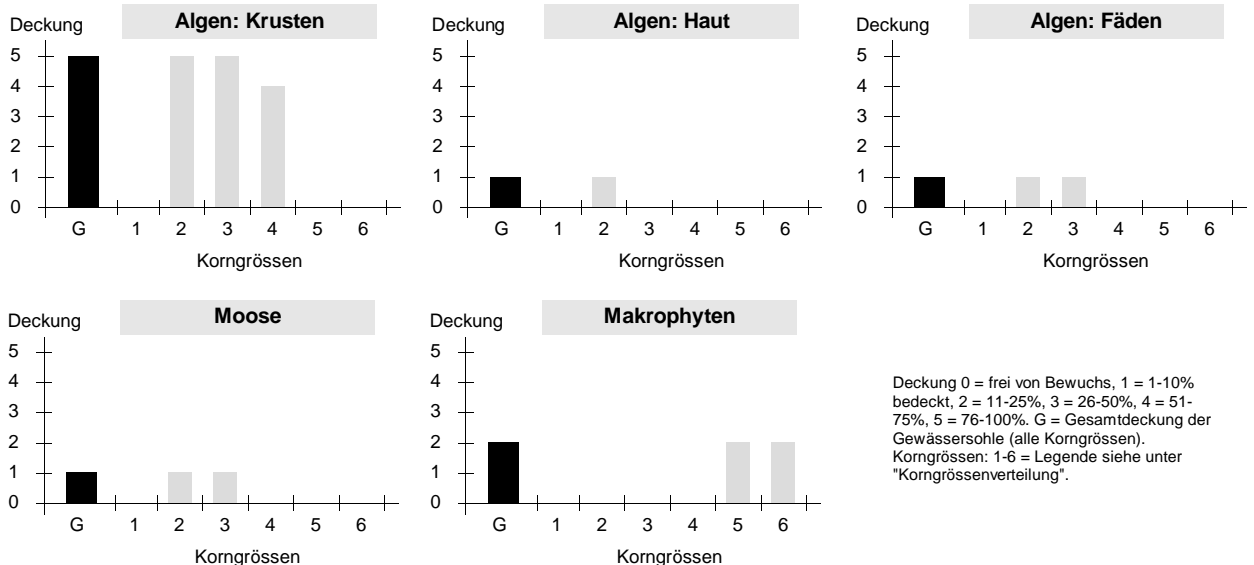 Algen: Krusten
Deckung
5
4
3
2
1
0
G 1 2 3 4 5 6
Korngrössen
Algen: Haut
Deckung
5
4
3
2
1
0
G 1 2 3 4 5 6
Korngrössen
Algen: Fäden
Deckung
5
4
3
2
1
0
G 1 2 3 4 5 6
Korngrössen
Moose
Deckung
5
4
3
2
1
0
G 1 2 3 4 5 6
Korngrössen
Makrophyten
Deckung
5
4
3
2
1
0
G 1 2 3 4 5 6
Korngrössen
Deckung 0 = frei von Bewuchs, 1 = 1-10%
bedeckt, 2 = 11-25%, 3 = 26-50%, 4 = 51-
75%, 5 = 76-100%. G = Gesamtdeckung der
Gewässersohle (alle Korngrössen).
Korngrössen: 1-6 = Legende siehe unter
"Korngrössenverteilung".